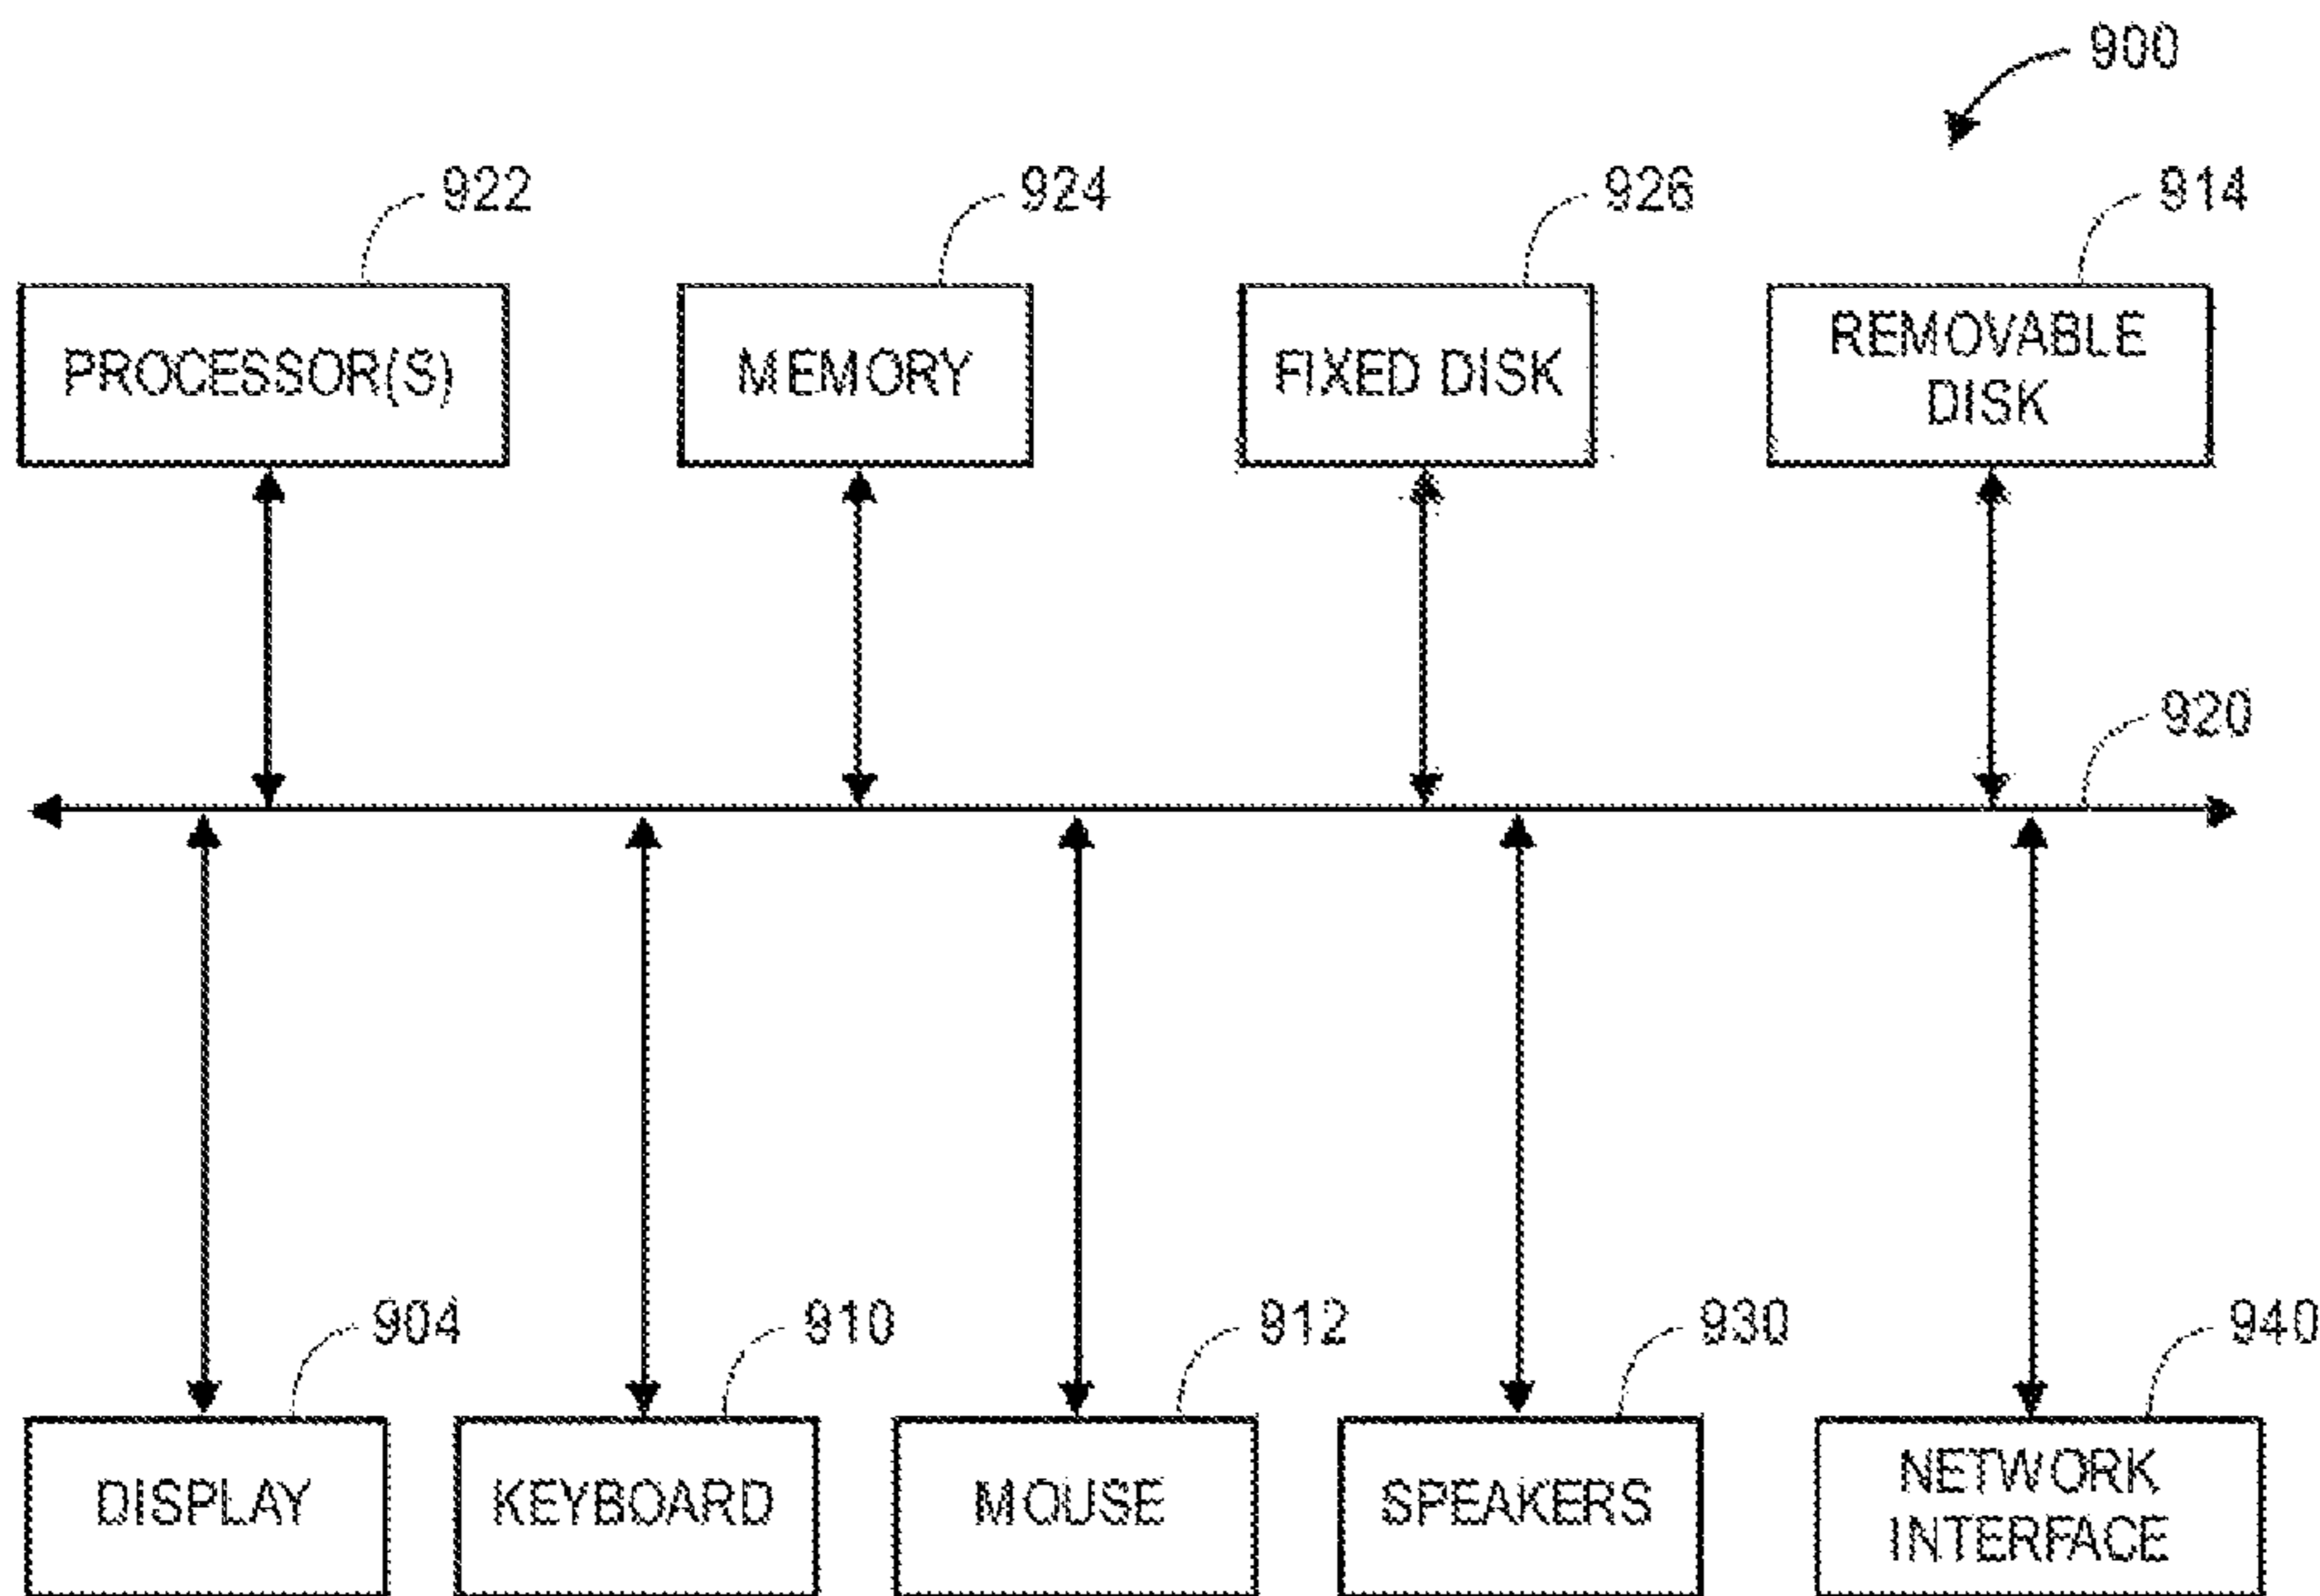 900
922
924
926
914
PROCESSOR(S)
MEMORY
FIXED DISK
REMOVABLE
DISK
920
904
910
912
930
940
DISPLAY
KEYBOARD
MOUSE
SPEAKERS
NETWORK
INTERFACE